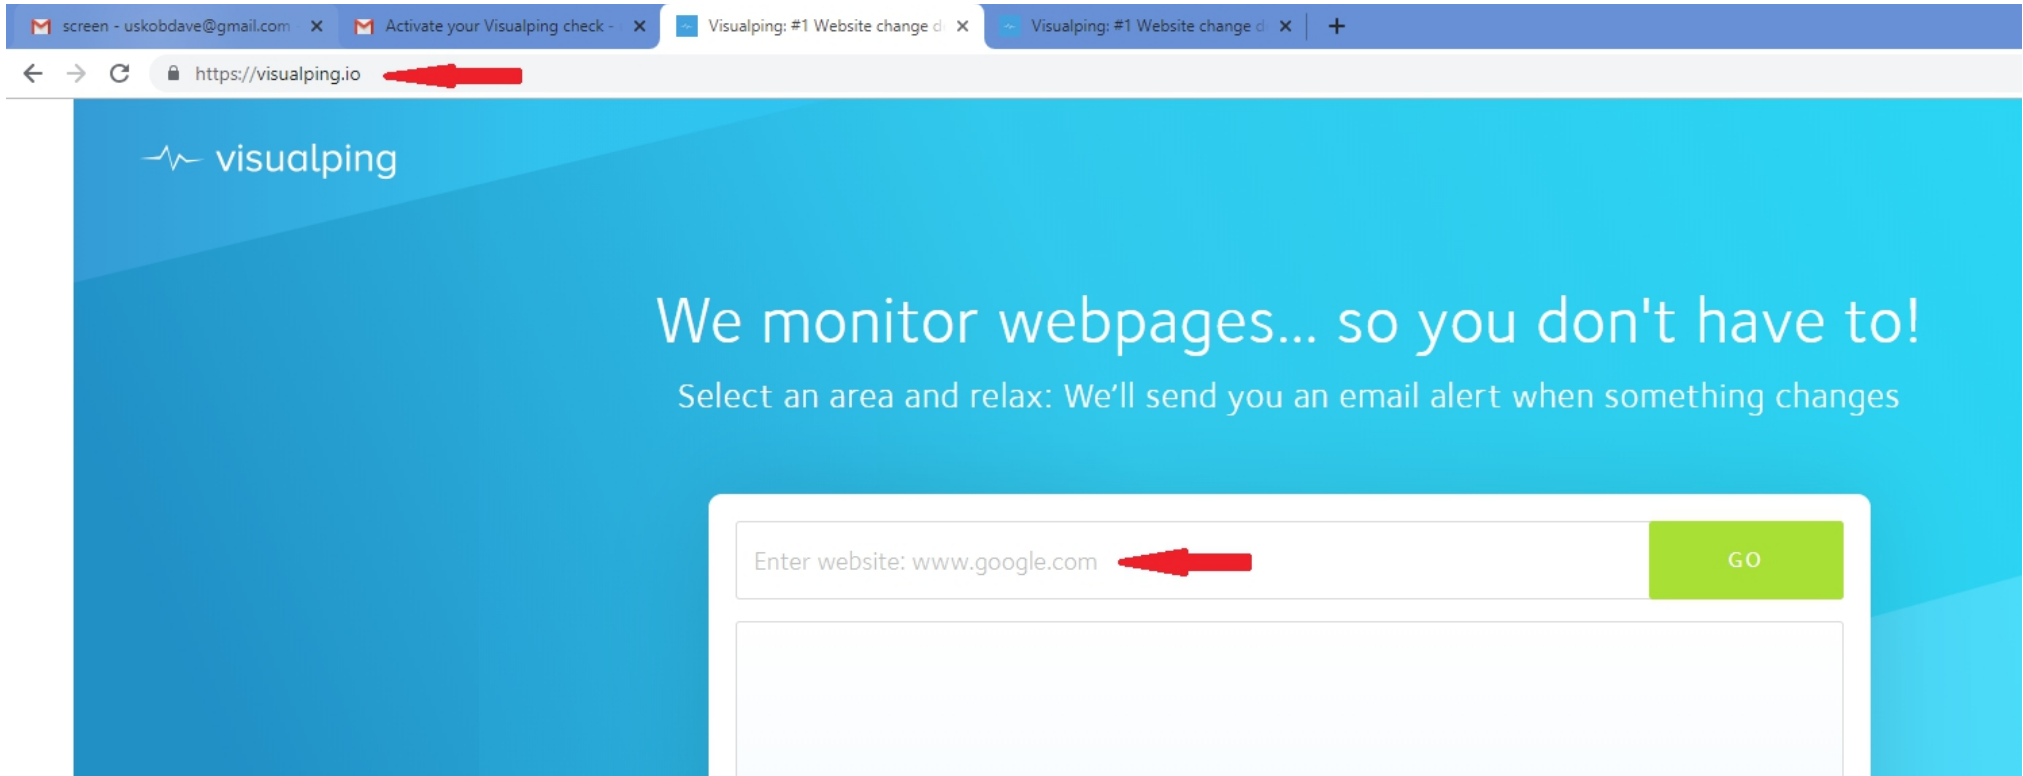 screen - uskobdave@gmail.com -
Activate your Visualping check -
Visualping: #1 Website change d
Visualping: #1 Website change d
https://visualping.io
visualping
We monitor webpages... so you don't have to!
Select an area and relax: We'll send you an email alert when something changes
Enter website: www.google.com
GO